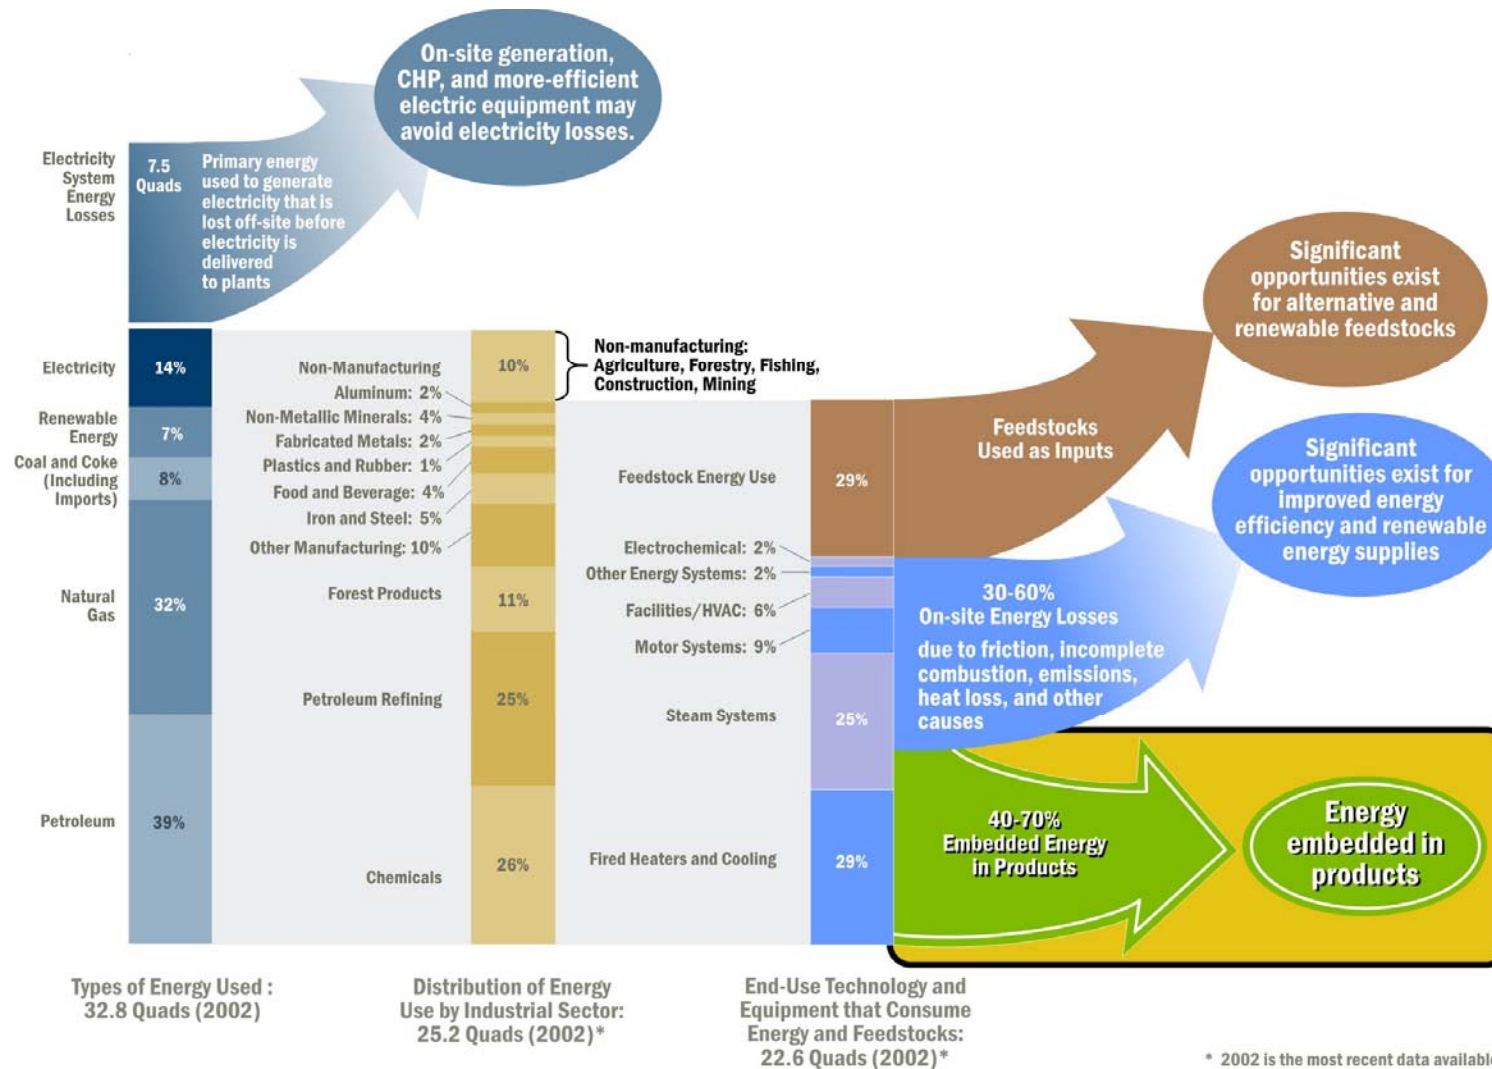 On-site generation,
CHP, and more-efficient
electric equipment may
avoid electricity losses.
Electricity
System
Energy
Losses
7.5
Quads
Primary energy
used to generate
electricity that is
lost off-site before
electricity is
delivered
to plants
Significant
opportunities exist
for alternative and
renewable feedstocks
Electricity
14%
Renewable
Energy
7%
Coal and Coke
(Including
Imports)
8%
Natural
Gas
32%
Petroleum
39%
Types of Energy Used :
32.8 Quads (2002)
Non-Manufacturing
10%
Non-manufacturing:
Agriculture, Forestry, Fishing,
Construction, Mining
Aluminum: 2%
Non-Metallic Minerals: 4%
Fabricated Metals: 2%
Plastics and Rubber: 1%
Food and Beverage: 4%
Iron and Steel: 5%
Other Manufacturing: 10%
Forest Products
11%
Petroleum Refining
25%
Chemicals
26%
Distribution of Energy
Use by Industrial Sector:
25.2 Quads (2002)*
Feedstock Energy Use
29%
Electrochemical: 2%
Other Energy Systems: 2%
Facilities/HVAC: 6%
Motor Systems: 9%
Steam Systems
25%
Fired Heaters and Cooling
29%
End-Use Technology and
Equipment that Consume
Energy and Feedstocks:
22.6 Quads (2002)*
Feedstocks
Used as Inputs
Significant
opportunities exist for
improved energy
efficiency and renewable
energy supplies
30-60%
On-site Energy Losses
due to friction, incomplete
combustion, emissions,
heat loss, and other
causes
40-70%
Embedded Energy
in Products
Energy
embedded in
products
* 2002 is the most recent data available